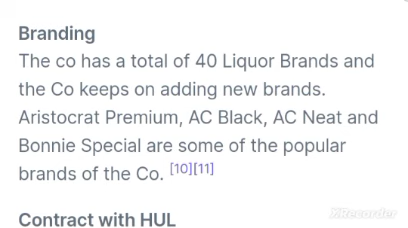 Branding
The co has a total of 40 Liquor Brands and
the Co keeps on adding new brands.
Aristocrat Premium, AC Black, AC Neat and
Bonnie Special are some of the popular
brands of the Co. [10][11]
Contract with HUL
XRecorder